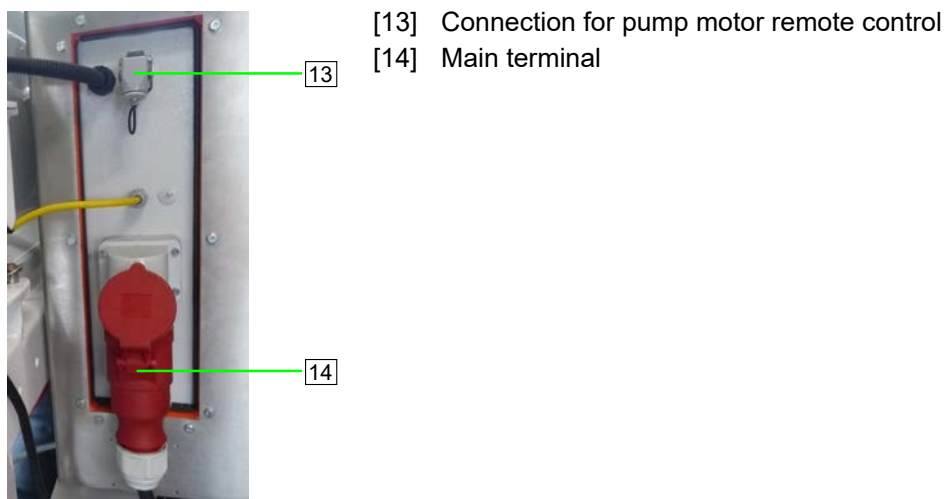 [13] Connection for pump motor remote control
[14] Main terminal
13
14